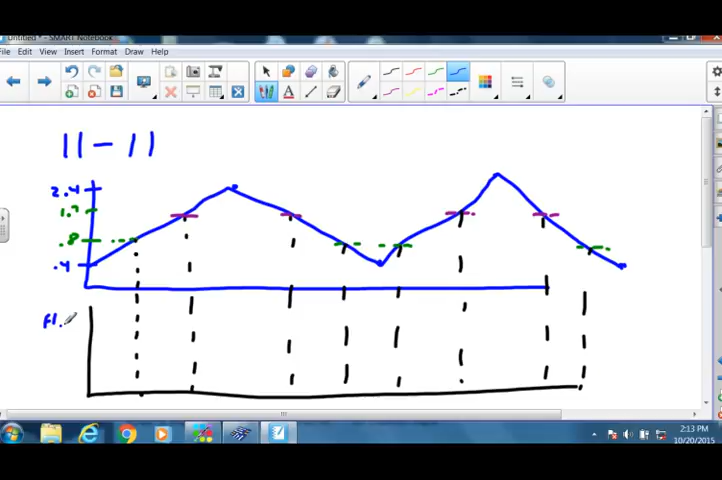 Untitled * - SMART Notebook
File Edit View Insert Format Draw Help
11-11
2.4
1.7
.8
.4
A
2:13 PM
10/20/2015